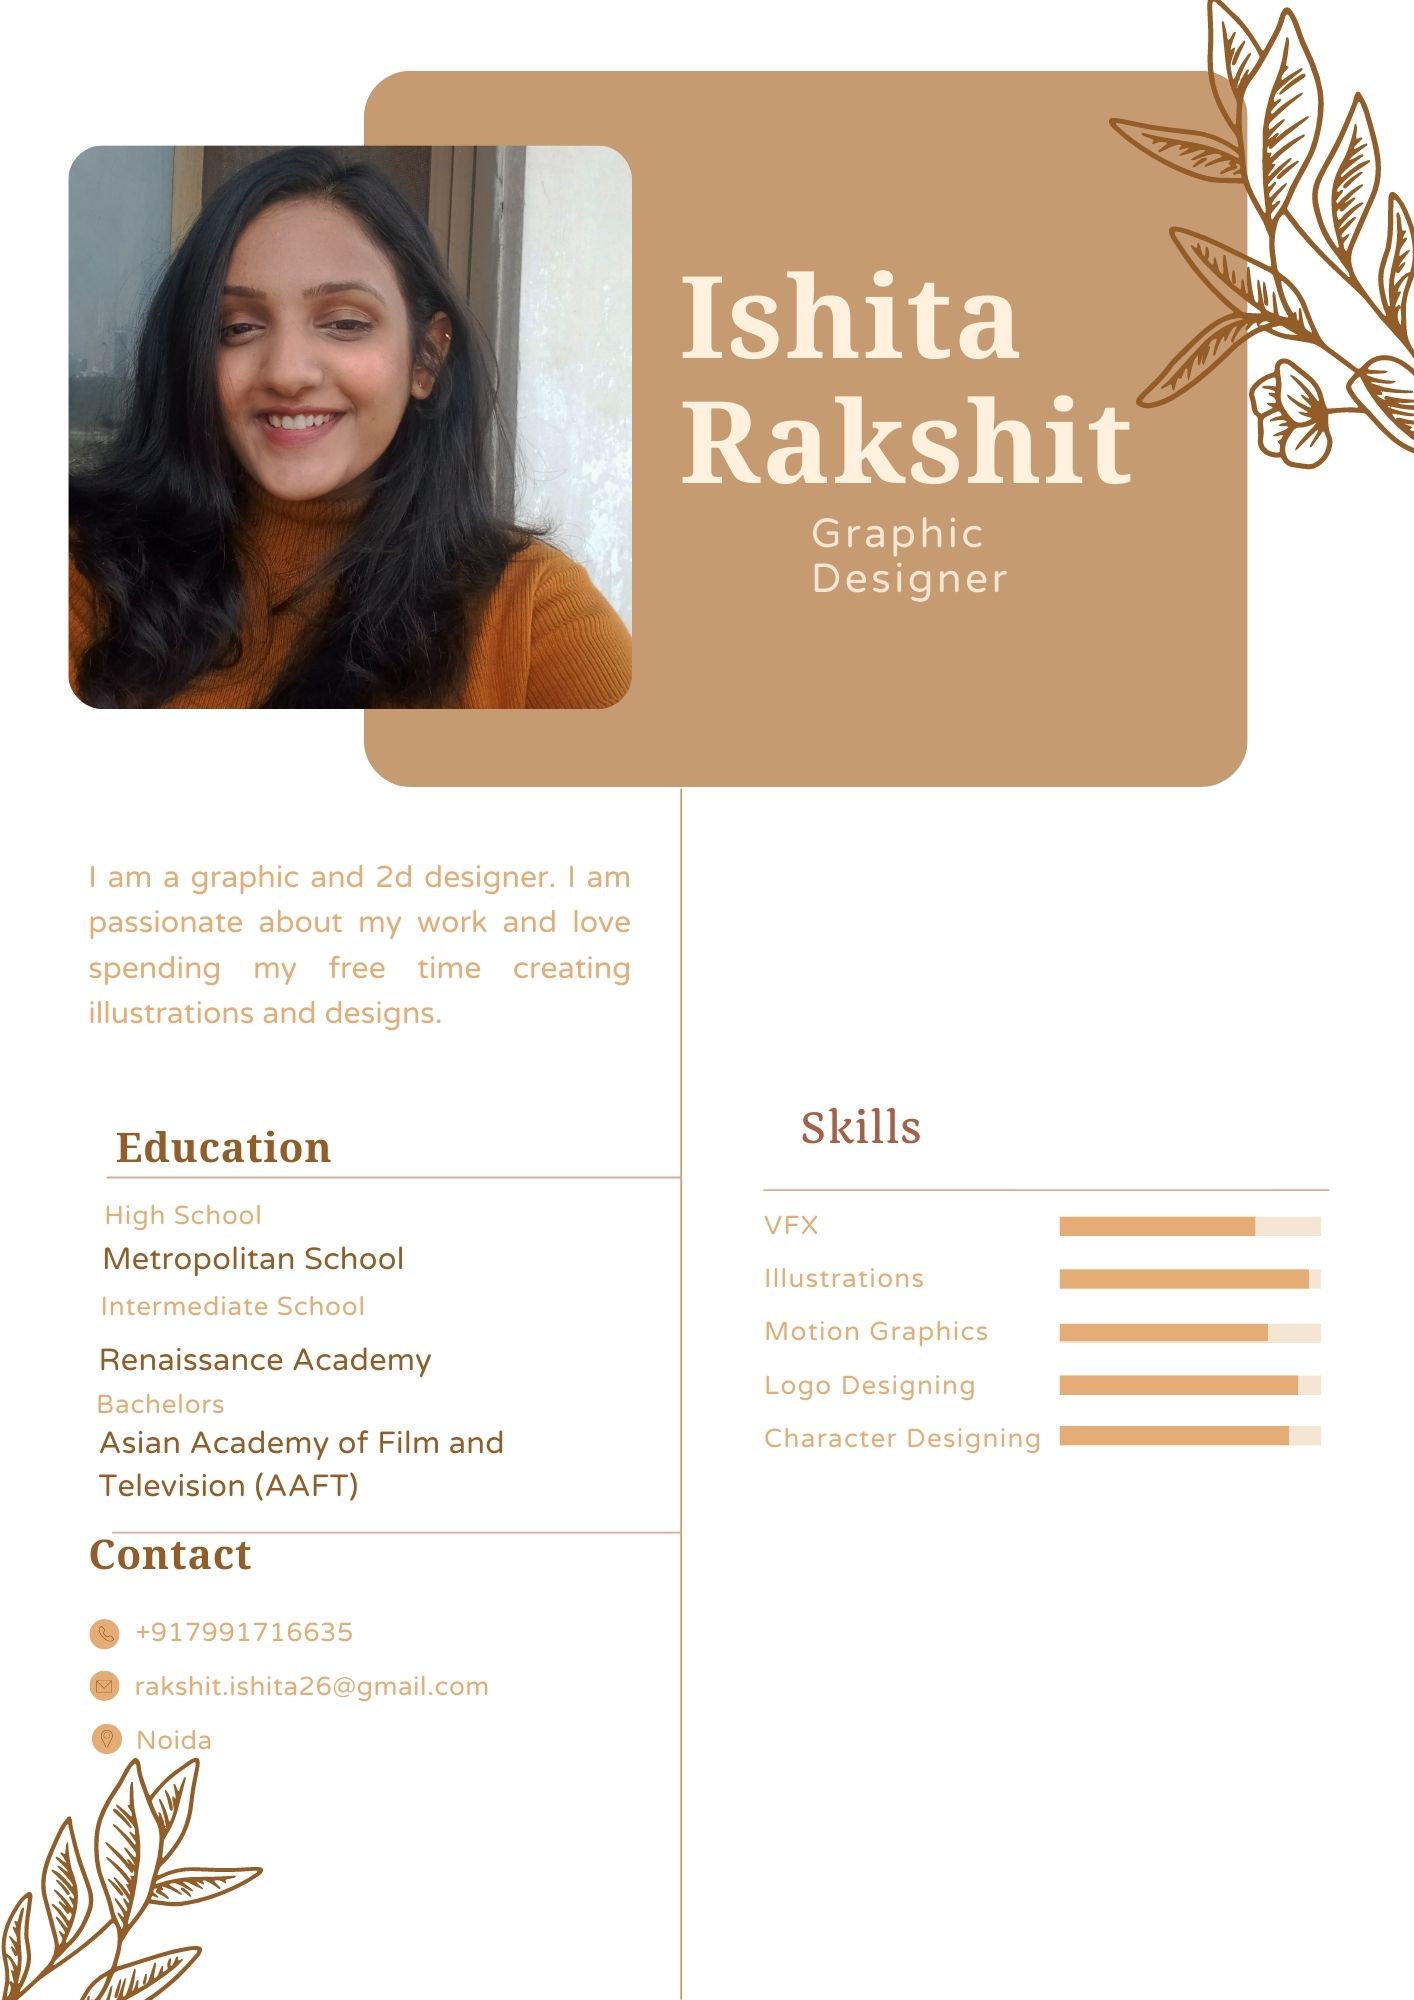 Ishita
Rakshit
Graphic
Designer
I am a graphic and 2d designer. I am
passionate about my work and love
spending my free time creating
illustrations and designs.
Education
High School
Metropolitan School
Intermediate School
Renaissance Academy
Bachelors
Asian Academy of Film and
Television (AAFT)
Contact
+917991716635
rakshit.ishita26@gmail.com
Noida
Skills
VFX
Illustrations
Motion Graphics
Logo Designing
Character Designing